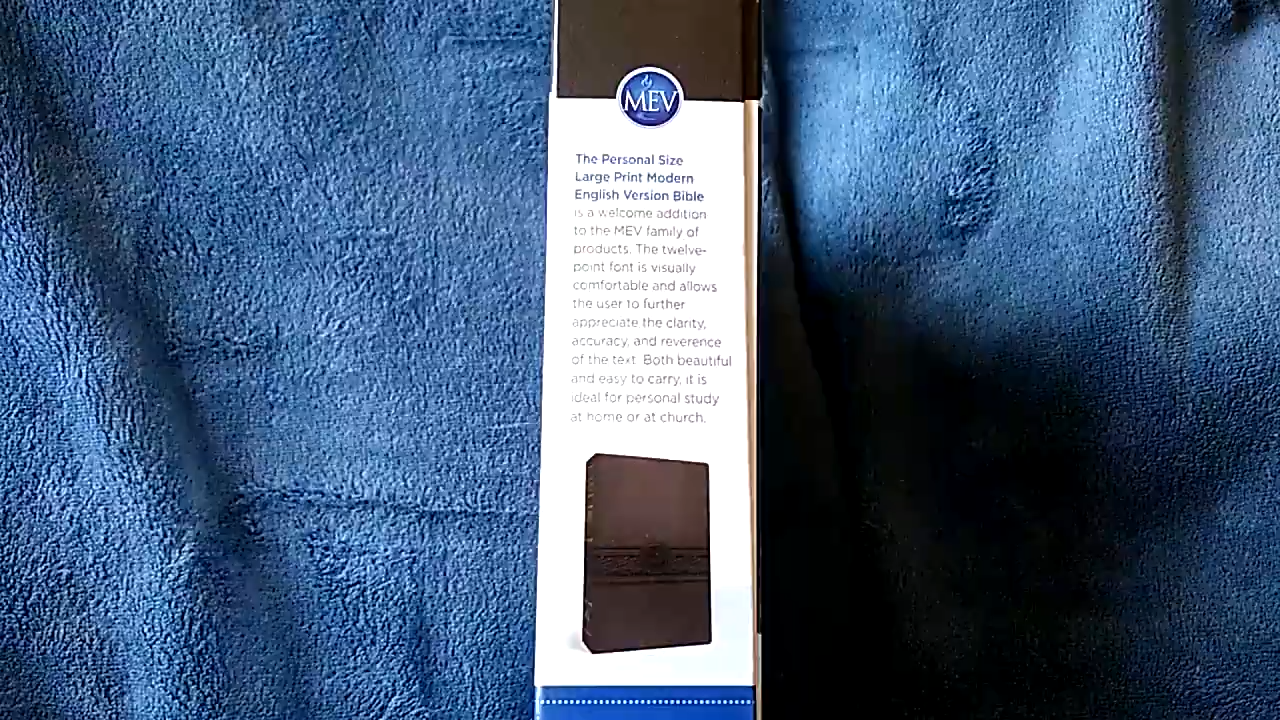 MEV
The Personal Size
Large Print Modern
English Version Bible
is a welcome addition
to the MEV family of
products. The twelve-
point font is visually
comfortable and allows
the user to further
appreciate the clarity,
accuracy, and reverence
of the text. Both beautiful
and easy to carry, it is
ideal for personal study
at home or at church.